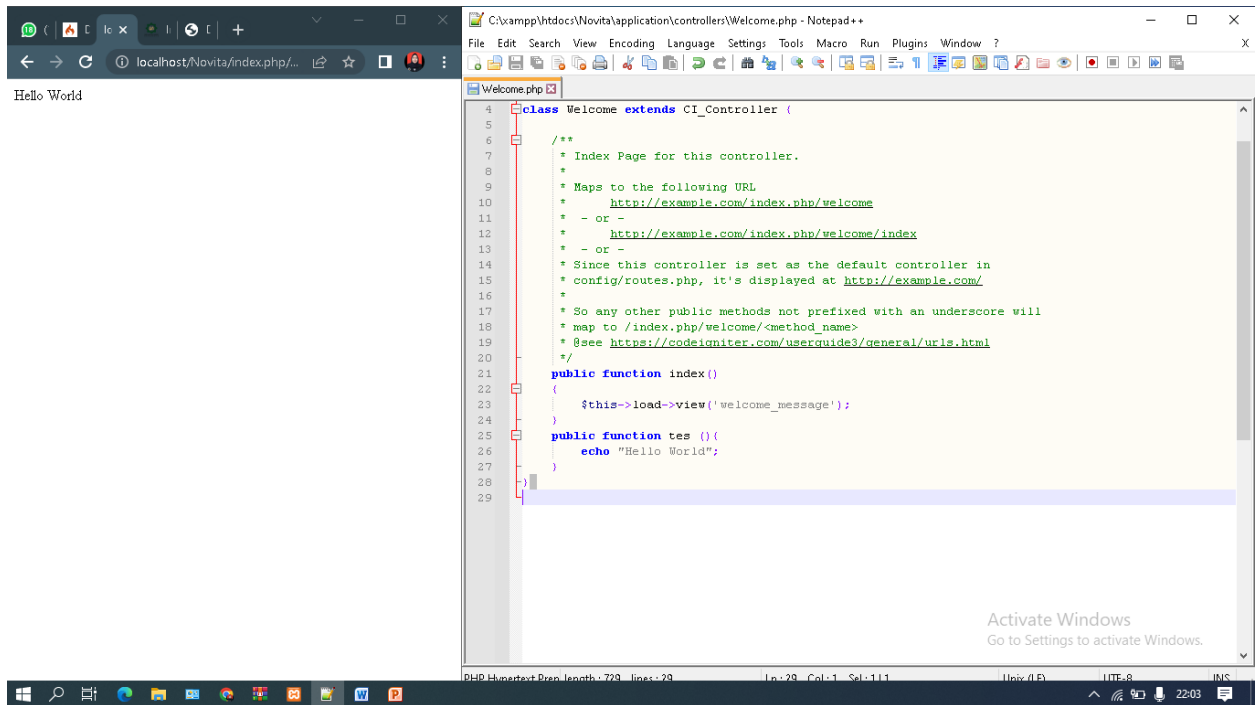 localhost/Novita/index.php/...
Hello World
C:\xampp\htdocs\Novita\application\controllers\Welcome.php - Notepad++
File Edit Search View Encoding Language Settings Tools Macro Run Plugins Window ? X
Welcome.php
4 class Welcome extends CI_Controller {
5
6 /**
7 * Index Page for this controller.
8 *
9 * Maps to the following URL
10 * http://example.com/index.php/welcome
11 * - or -
12 * http://example.com/index.php/welcome/index
13 * - or -
14 * Since this controller is set as the default controller in
15 * config/routes.php, it's displayed at http://example.com/
16 *
17 * So any other public methods not prefixed with an underscore will
18 * map to /index.php/welcome/<method_name>
19 * @see https://codeigniter.com/userguide3/general/urls.html
20 */
21 public function index()
22 {
23 $this->load->view('welcome_message');
24 }
25 public function tes (){
26 echo "Hello World";
27 }
28 }
29
Activate Windows
Go to Settings to activate Windows.
PHP Hypertext Prep length : 729 lines : 29 Ln : 29 Col : 1 Sel : 1 | 1 Unix (LF) UTF-8 INS
22:03